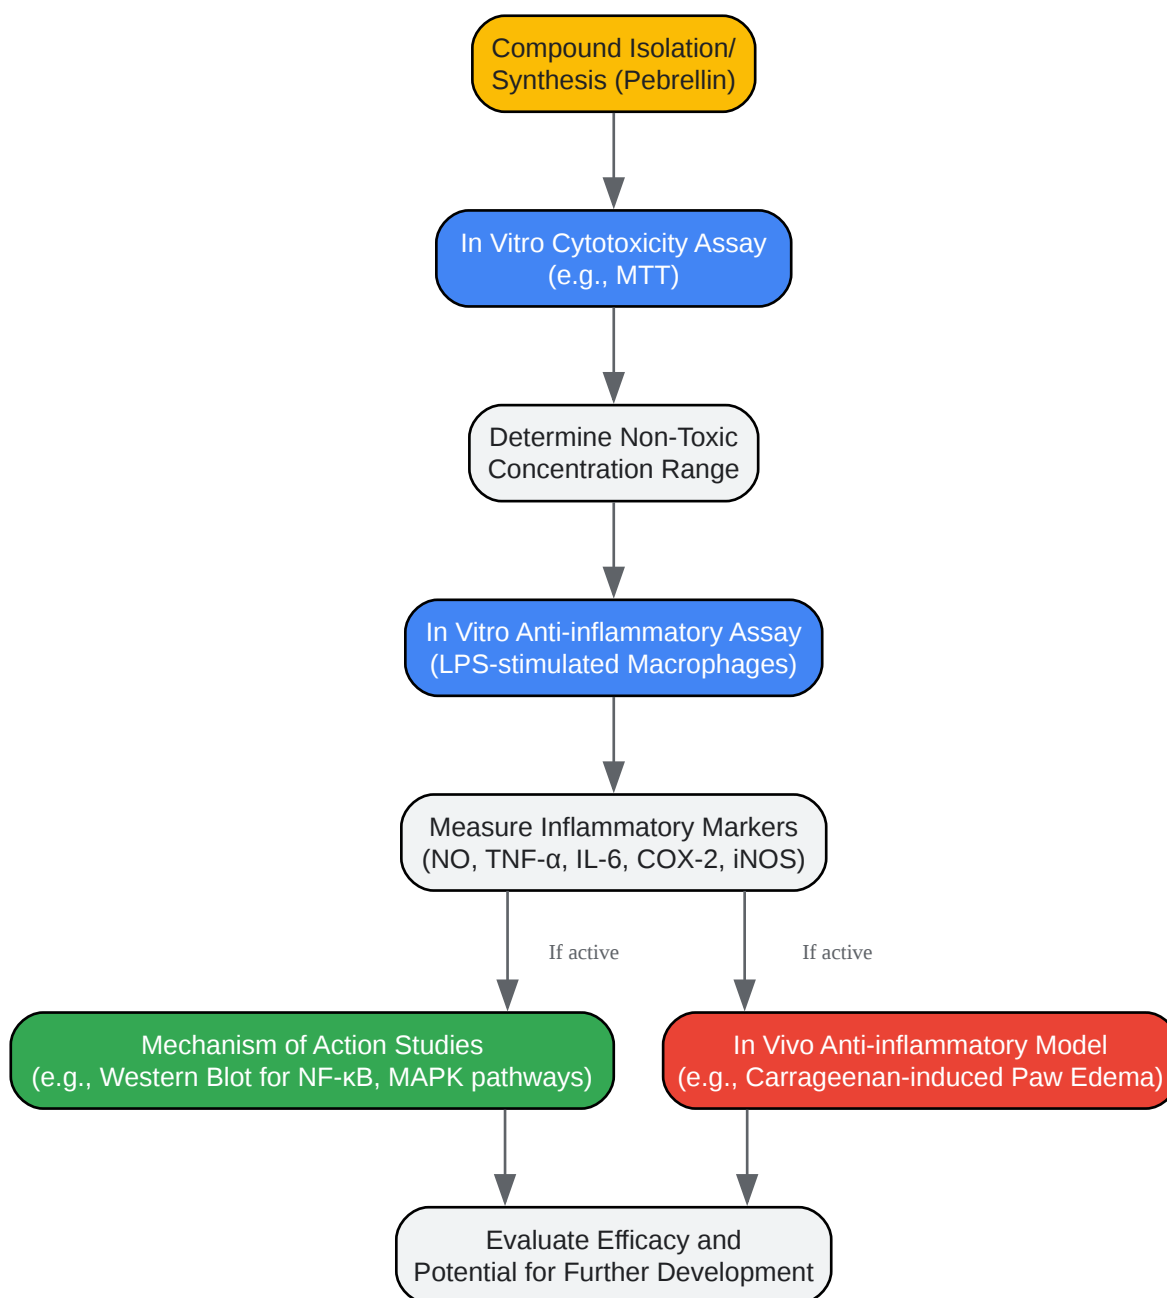 Compound Isolation/
Synthesis (Pebrellin)
In Vitro Cytotoxicity Assay
(e.g., MTT)
Determine Non-Toxic
Concentration Range
In Vitro Anti-inflammatory Assay
(LPS-stimulated Macrophages)
Measure Inflammatory Markers
(NO, TNF-α, IL-6, COX-2, iNOS)
If active
If active
Mechanism of Action Studies
(e.g., Western Blot for NF-κB, MAPK pathways)
In Vivo Anti-inflammatory Model
(e.g., Carrageenan-induced Paw Edema)
Evaluate Efficacy and
Potential for Further Development